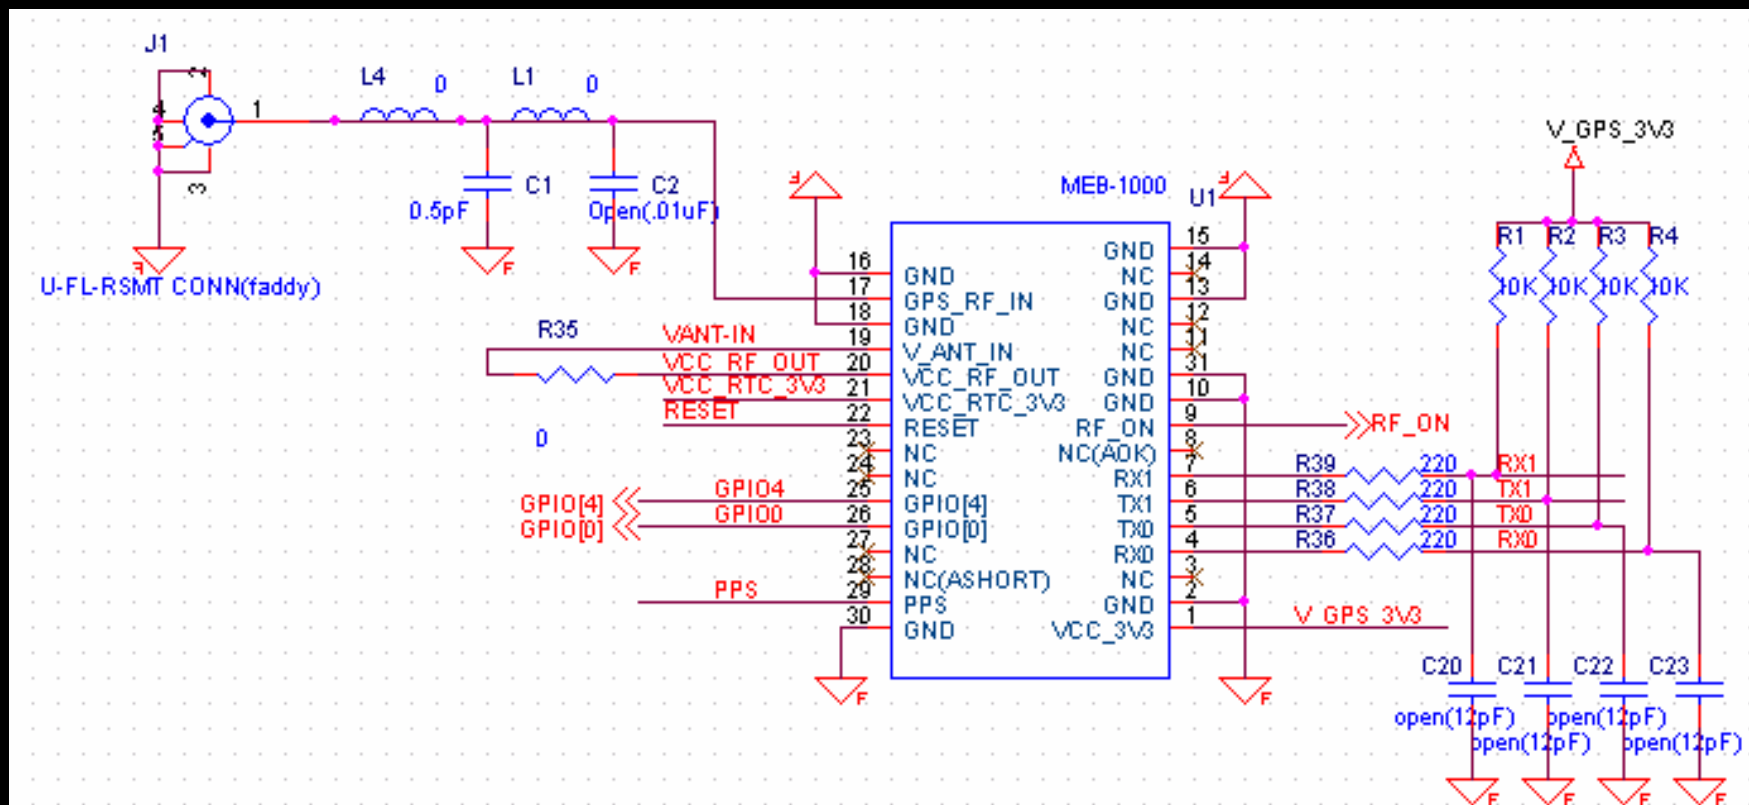 J1
2
4
5
1
3
U-FL-RSMT CONN(faddy)
L4
0
L1
0
C1
0.5pF
C2
Open(.01uF)
F
F
F
F
F
MEB-1000
U1
16
GND
17
GPS_RF_IN
18
GND
VANT-IN
19
V_ANT_IN
R35
0
VCC_RF_OUT
20
VCC_RF_OUT
VCC_RTC_3V3
21
VCC_RTC_3V3
RESET
22
RESET
23
NC
24
NC
GPIO[4]
GPIO4
25
GPIO[4]
GPIO[0]
GPIO0
26
GPIO[0]
27
NC
28
NC(ASHORT)
PPS
29
PPS
30
GND
F
GND
15
NC
14
GND
13
NC
12
NC
11
GND
31
GND
10
RF_ON
9
RF_ON
NC(AOK)
8
RX1
7
R39
220
RX1
TX1
6
R38
220
TX1
TX0
5
R37
220
TX0
RX0
4
R36
220
RX0
NC
3
GND
2
VCC_3V3
1
V_GPS_3V3
F
V_GPS_3V3
R1
R2
R3
R4
10K
10K
10K
10K
C20
C21
C22
C23
open(12pF)
open(12pF)
open(12pF)
open(12pF)
F
F
F
F